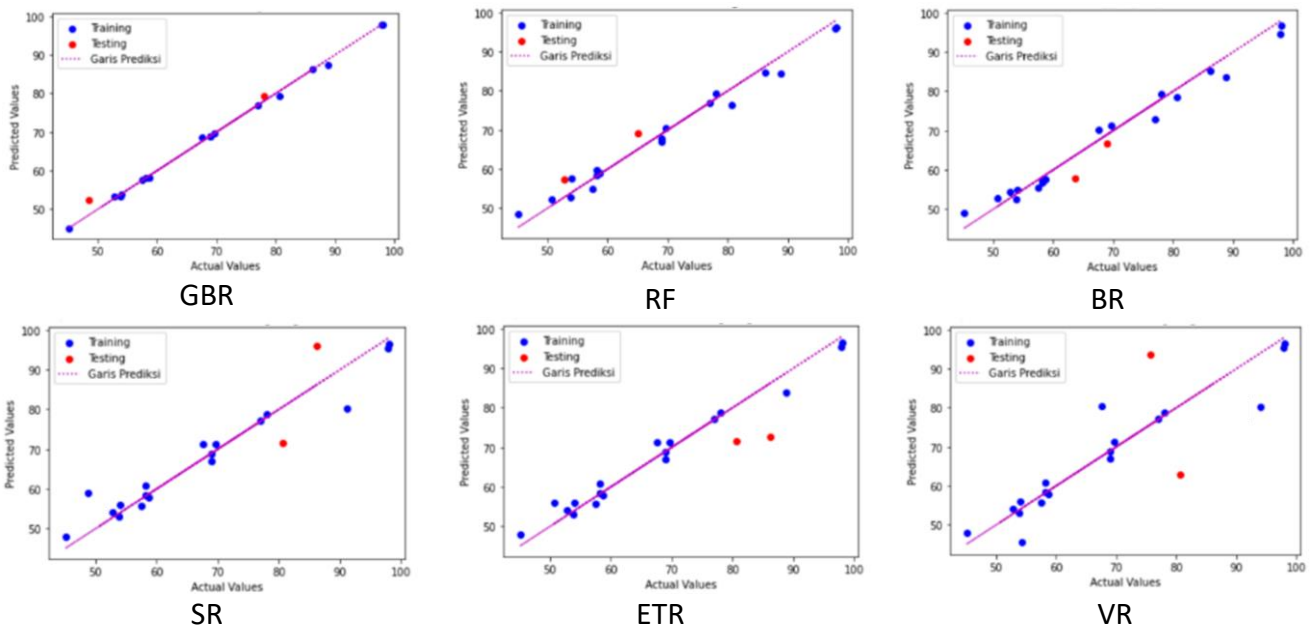 100
90
80
70
60
50
Predicted Values
Training
Testing
Garis Prediksi
50 60 70 80 90 100
Actual Values
GBR
100
90
80
70
60
50
Predicted Values
Training
Testing
Garis Prediksi
50 60 70 80 90 100
Actual Values
RF
100
90
80
70
60
50
Predicted Values
Training
Testing
Garis Prediksi
50 60 70 80 90 100
Actual Values
BR
100
90
80
70
60
50
Predicted Values
Training
Testing
Garis Prediksi
50 60 70 80 90 100
Actual Values
SR
100
90
80
70
60
50
Predicted Values
Training
Testing
Garis Prediksi
50 60 70 80 90 100
Actual Values
ETR
100
90
80
70
60
50
Predicted Values
Training
Testing
Garis Prediksi
50 60 70 80 90 100
Actual Values
VR